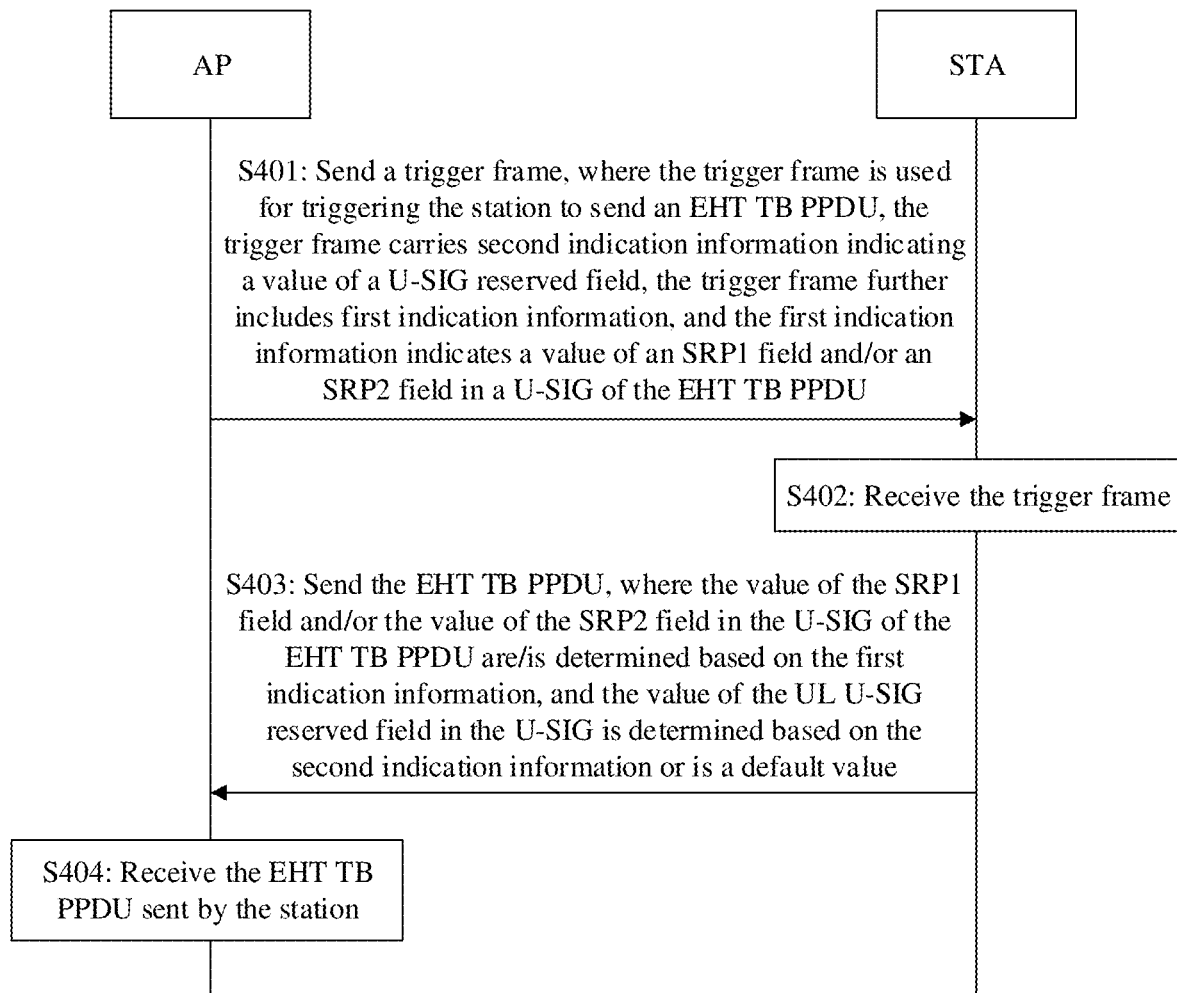 AP
STA
S401: Send a trigger frame, where the trigger frame is used
for triggering the station to send an EHT TB PPDU, the
trigger frame carries second indication information indicating
a value of a U-SIG reserved field, the trigger frame further
includes first indication information, and the first indication
information indicates a value of an SRP1 field and/or an
SRP2 field in a U-SIG of the EHT TB PPDU
S402: Receive the trigger frame
S403: Send the EHT TB PPDU, where the value of the SRP1
field and/or the value of the SRP2 field in the U-SIG of the
EHT TB PPDU are/is determined based on the first
indication information, and the value of the UL U-SIG
reserved field in the U-SIG is determined based on the
second indication information or is a default value
S404: Receive the EHT TB
PPDU sent by the station